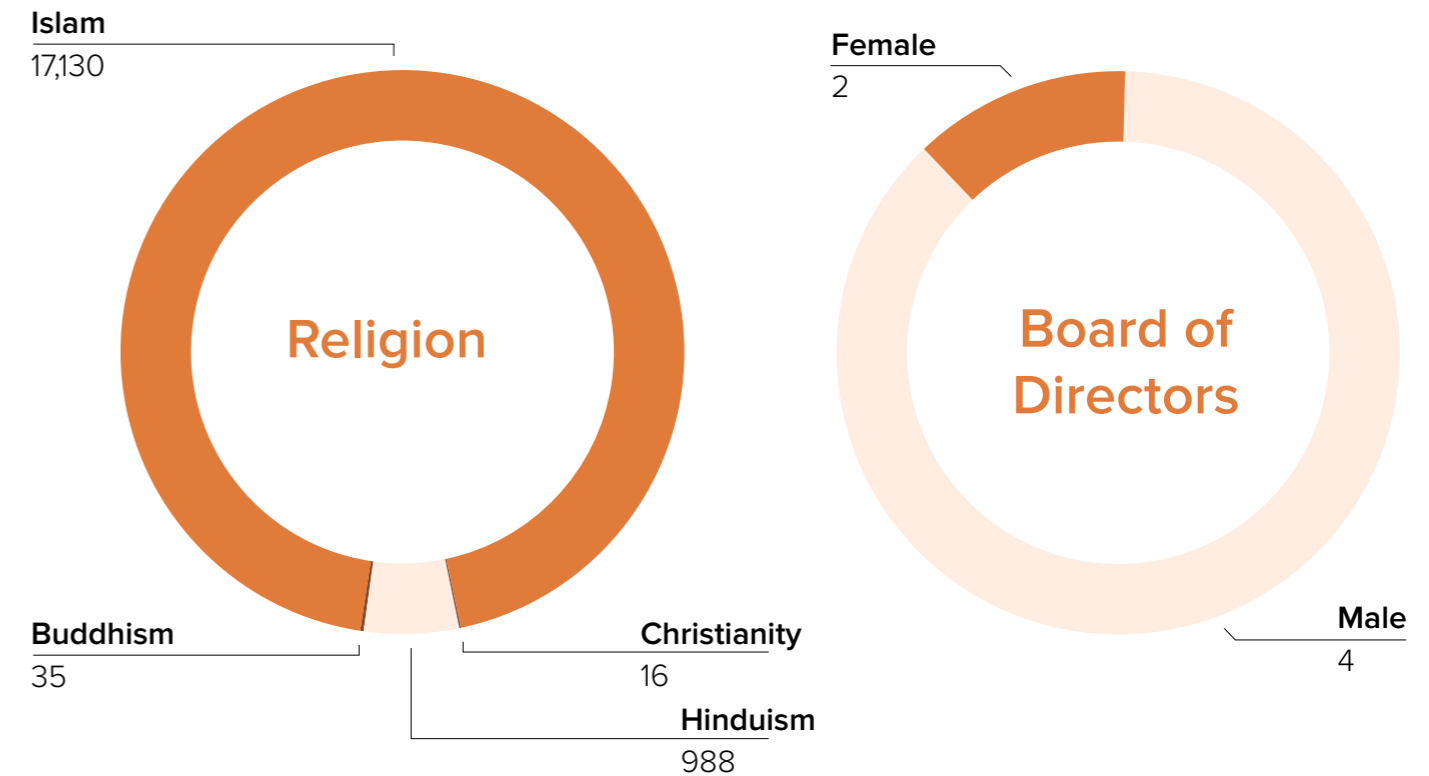 Islam
17,130
Religion
Buddhism
35
Christianity
16
Hinduism
988
Female
2
Board of
Directors
Male
4